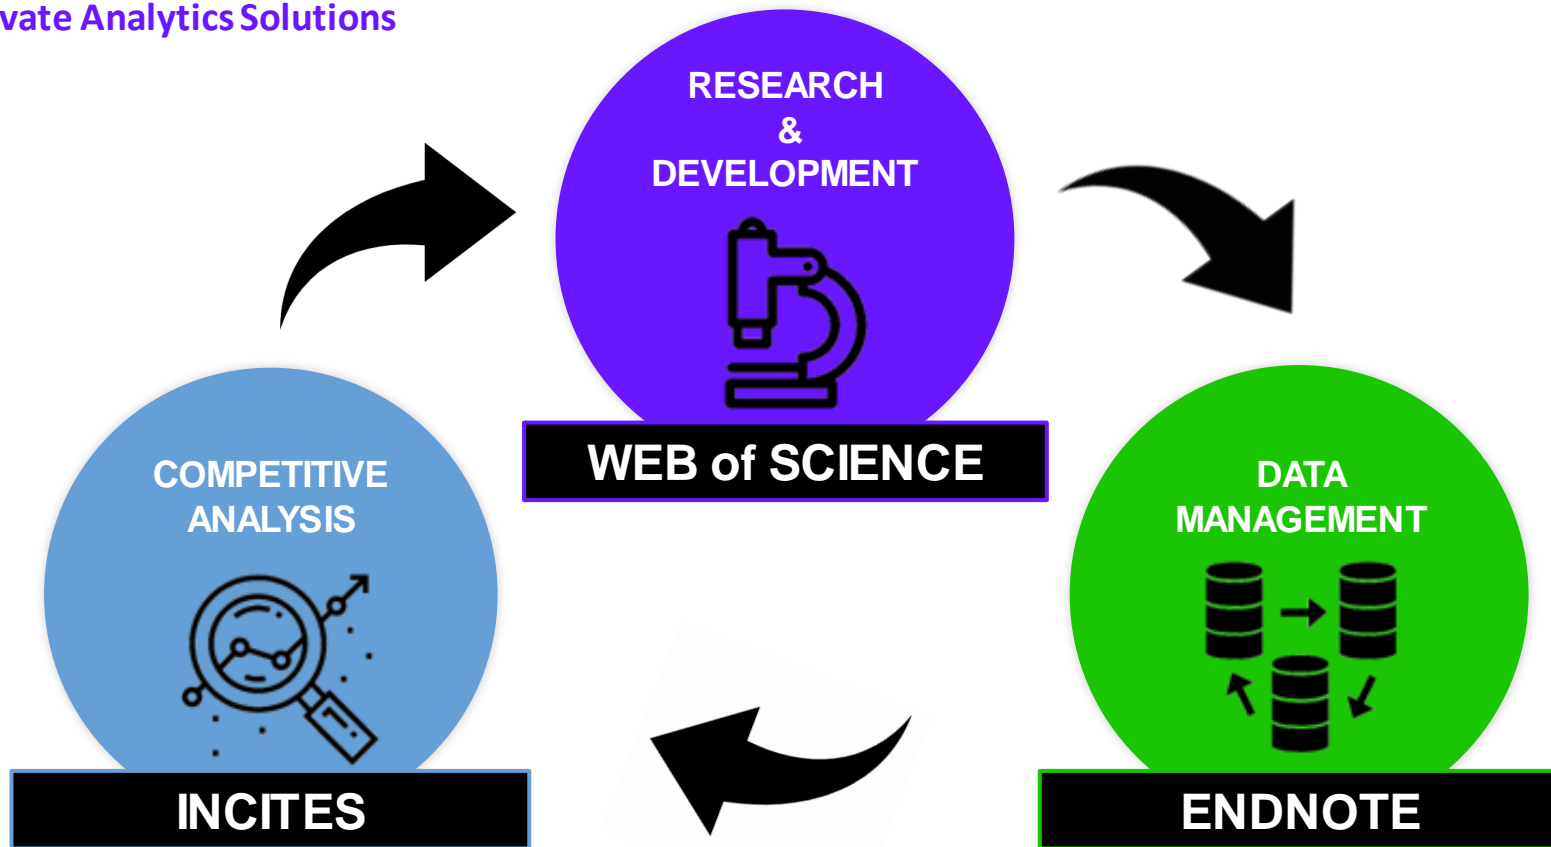 vate Analytics Solutions
RESEARCH
&
DEVELOPMENT
WEB of SCIENCE
COMPETITIVE
ANALYSIS
INCITES
DATA
MANAGEMENT
ENDNOTE